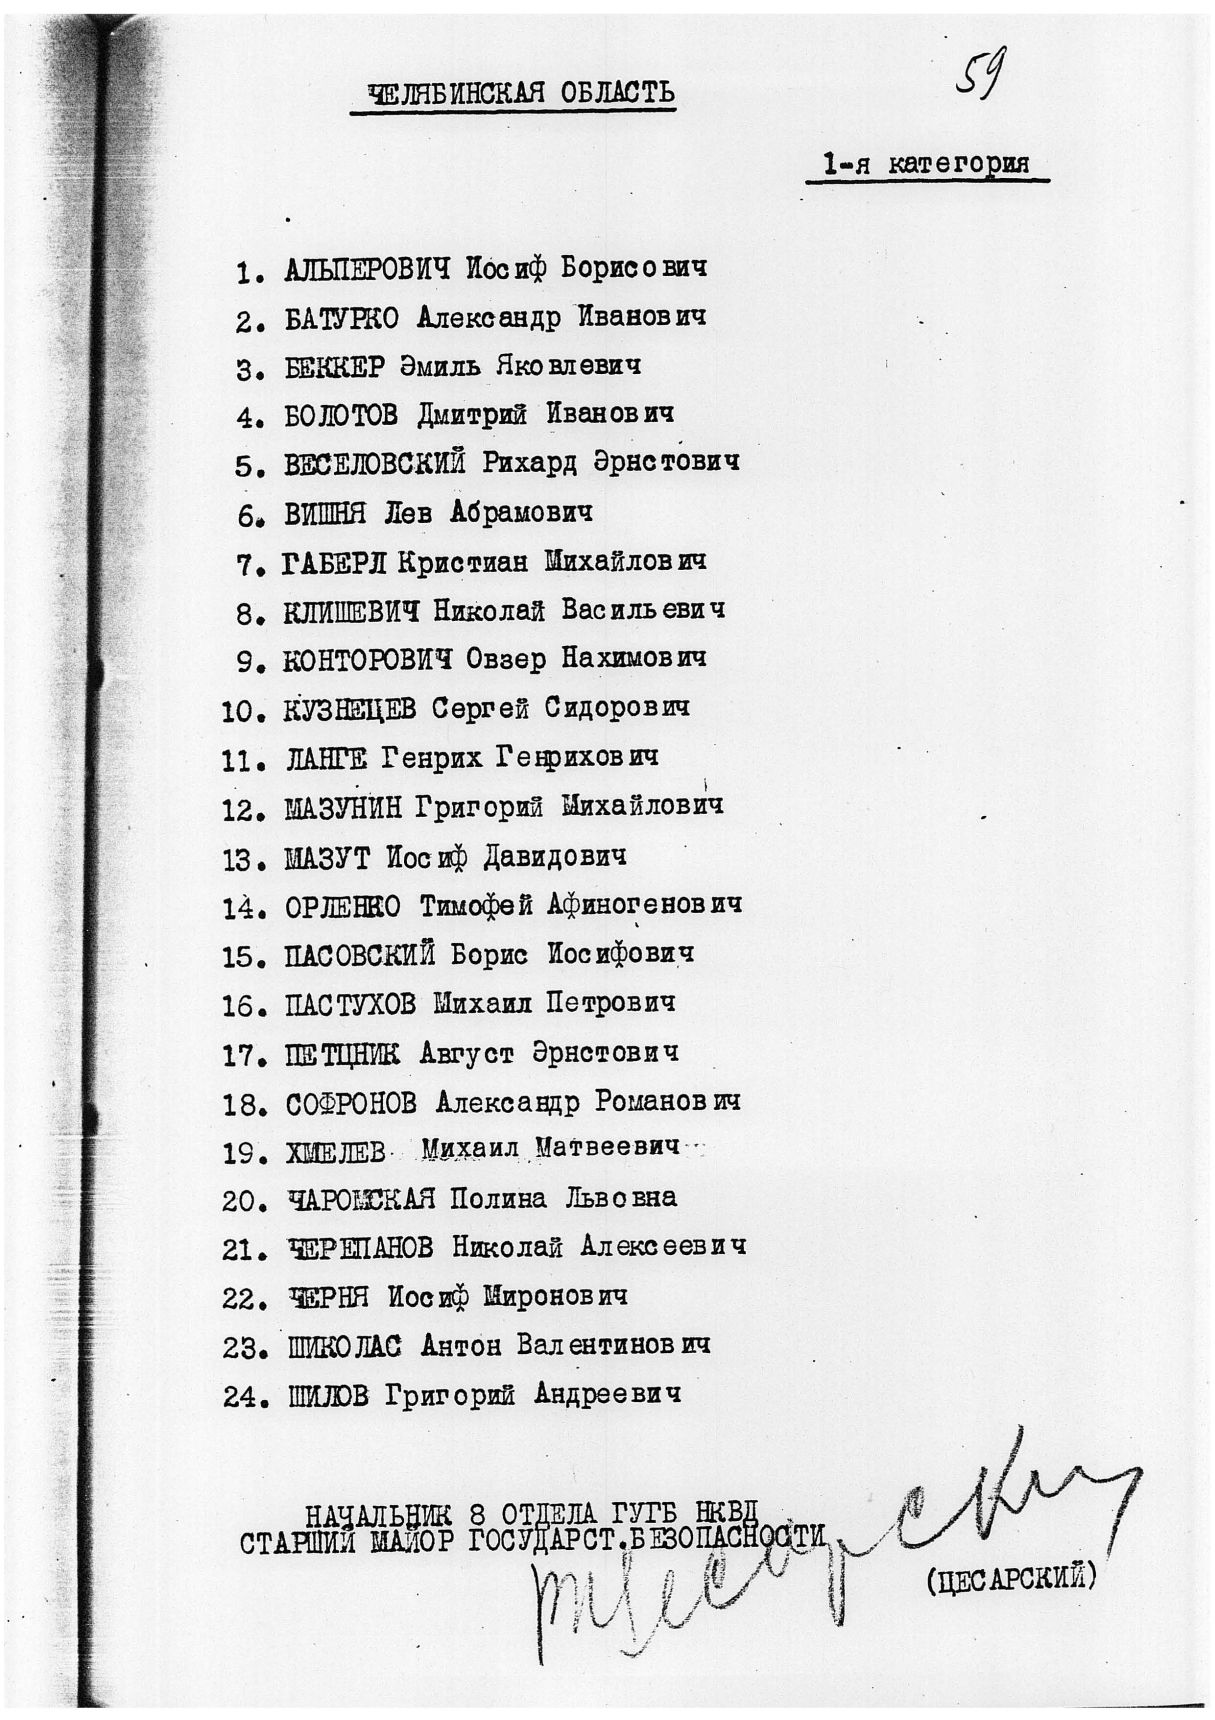 59
ЧЕЛЯБИНСКАЯ ОБЛАСТЬ
1-я категория
1. АЛЬПЕРОВИЧ Иосиф Борисович
2. БАТУРКО Александр Иванович
3. БЕККЕР Эмиль Яковлевич
4. БОЛОТОВ Дмитрий Иванович
5. ВЕСЕЛОВСКИЙ Рихард Эрнстович
6. ВИШНЯ Лев Абрамович
7. ГАБЕРЛ Кристиан Михайлович
8. КЛИШЕВИЧ Николай Васильевич
9. КОНТОРОВИЧ Овзер Нахимович
10. КУЗНЕЦЕВ Сергей Сидорович
11. ЛАНГЕ Генрих Генрихович
12. МАЗУНИН Григорий Михайлович
13. МАЗУТ Иосиф Давидович
14. ОРЛЕНКО Тимофей Афиногенович
15. ПАСОВСКИЙ Борис Иосифович
16. ПАСТУХОВ Михаил Петрович
17. ПЕТЦНИК Август Эрнстович
18. СОФРОНОВ Александр Романович
19. ХМЕЛЕВ Михаил Матвеевич
20. ЧАРОМСКАЯ Полина Львовна
21. ЧЕРЕПАНОВ Николай Алексеевич
22. ЧЕРНЯ Иосиф Миронович
23. ШИКОЛАС Антон Валентинович
24. ШИЛОВ Григорий Андреевич
НАЧАЛЬНИК 8 ОТДЕЛА ГУГБ НКВД
СТАРШИЙ МАЙОР ГОСУДАРСТ.БЕЗОПАСНОСТИ
(ЦЕСАРСКИЙ)